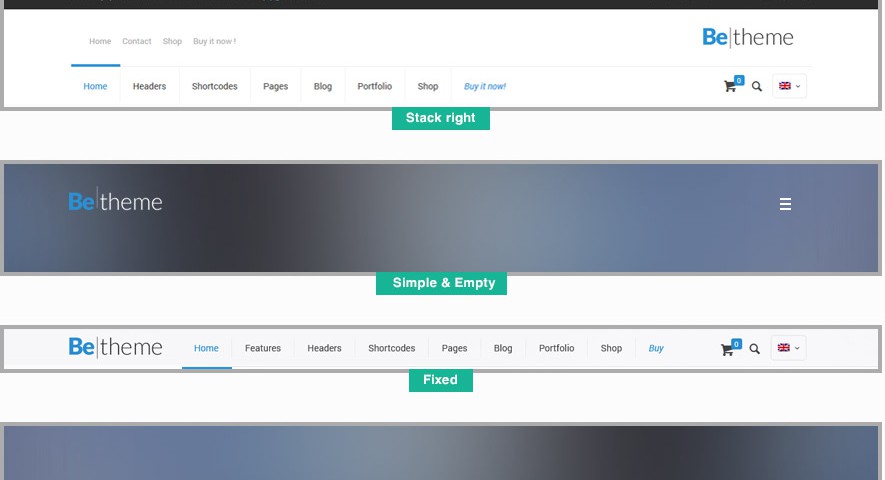 Home Contact Shop Buy it now !
Be theme
Home Headers Shortcodes Pages Blog Portfolio Shop Buy it now!
0
Stack right
Be theme
Simple & Empty
Be theme
Home Features Headers Shortcodes Pages Blog Portfolio Shop Buy
0
Fixed